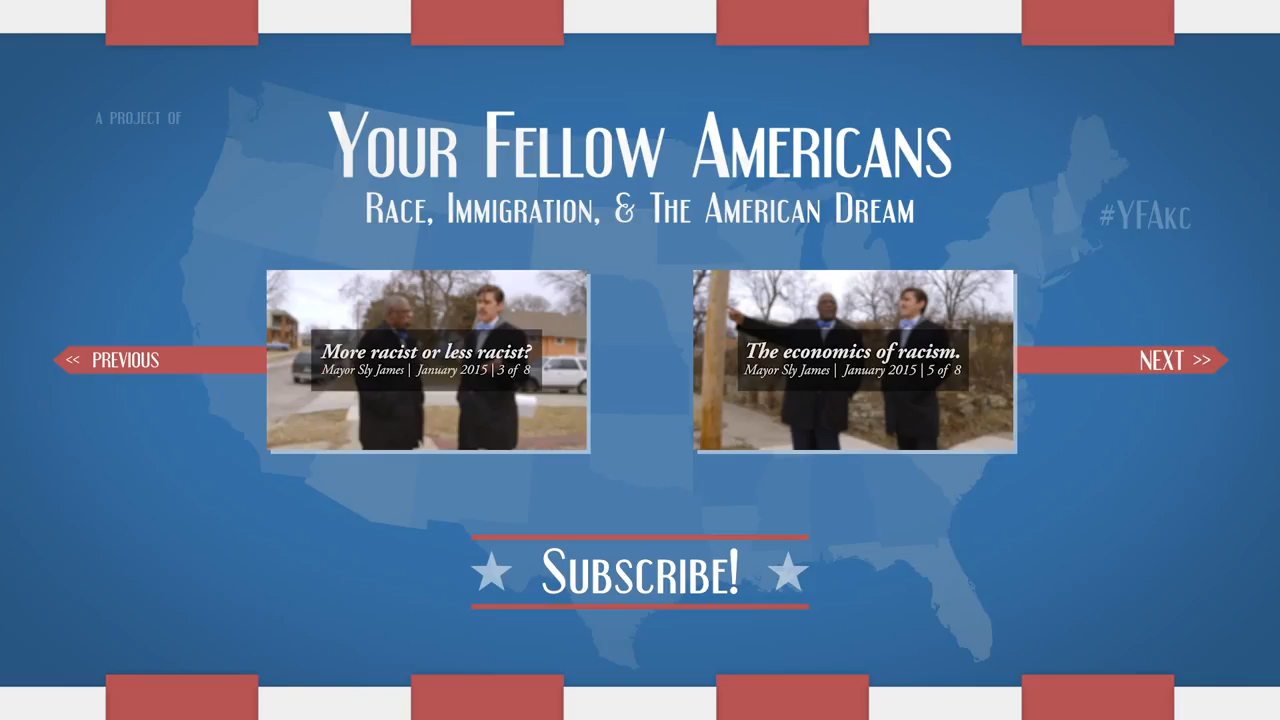 A PROJECT OF
YOUR FELLOW AMERICANS
RACE, IMMIGRATION, & THE AMERICAN DREAM
#YFAKC
More racist or less racist?
Mayor Sly James | January 2015 | 3 of 8
The economics of racism.
Mayor Sly James | January 2015 | 5 of 8
<< PREVIOUS
NEXT >>
SUBSCRIBE!